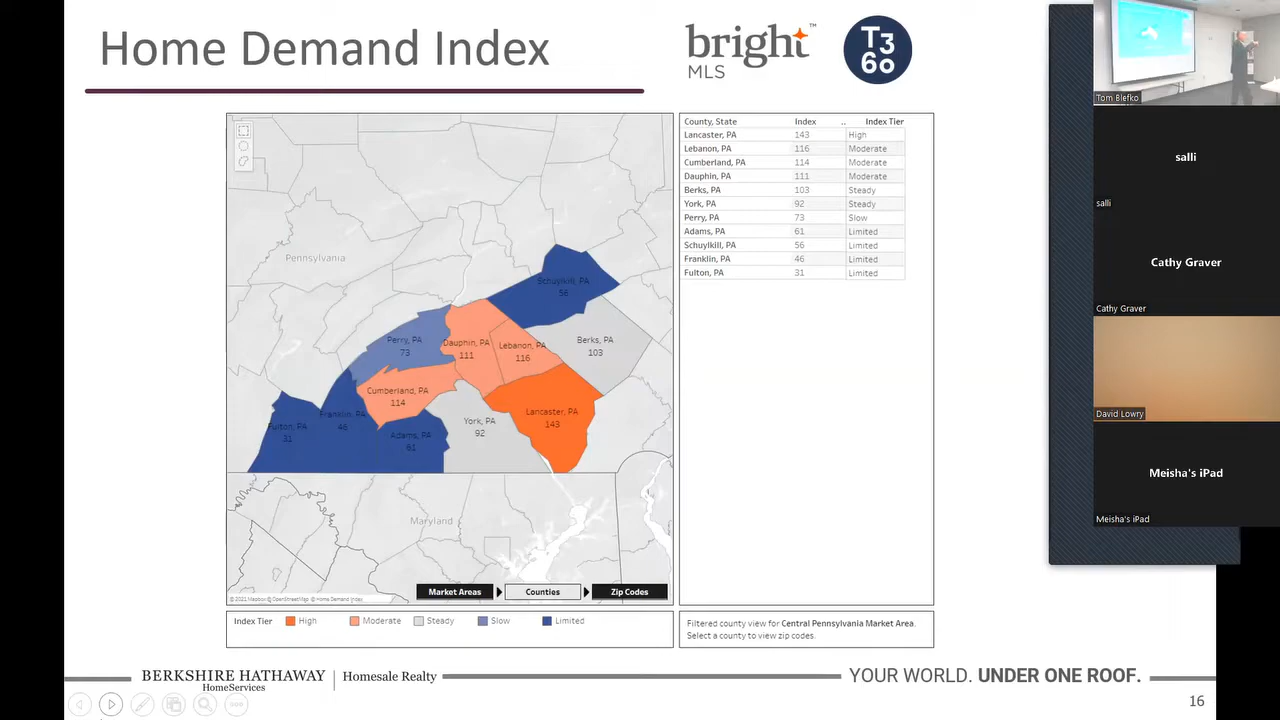 Home Demand Index
bright™
MLS
T3
60
County, State Index .. Index Tier
Lancaster, PA 143 High
Lebanon, PA 116 Moderate
Cumberland, PA 114 Moderate
Dauphin, PA 111 Moderate
Berks, PA 103 Steady
York, PA 92 Steady
Perry, PA 73 Slow
Adams, PA 61 Limited
Schuylkill, PA 56 Limited
Franklin, PA 46 Limited
Fulton, PA 31 Limited
Pennsylvania
Schuylkill, PA
56
Perry, PA
73
Dauphin, PA
111
Lebanon, PA
116
Berks, PA
103
Cumberland, PA
114
Lancaster, PA
143
Franklin, PA
46
Fulton, PA
31
Adams, PA
61
York, PA
92
Maryland
© 2021 Mapbox © OpenStreetMap © Home Demand Index
Market Areas Counties Zip Codes
Index Tier High Moderate Steady Slow Limited
Filtered county view for Central Pennsylvania Market Area.
Select a county to view zip codes.
BERKSHIRE HATHAWAY
HomeServices
Homesale Realty
YOUR WORLD. UNDER ONE ROOF.
16
Tom Blefko
salli
salli
Cathy Graver
Cathy Graver
David Lowry
Meisha's iPad
Meisha's iPad